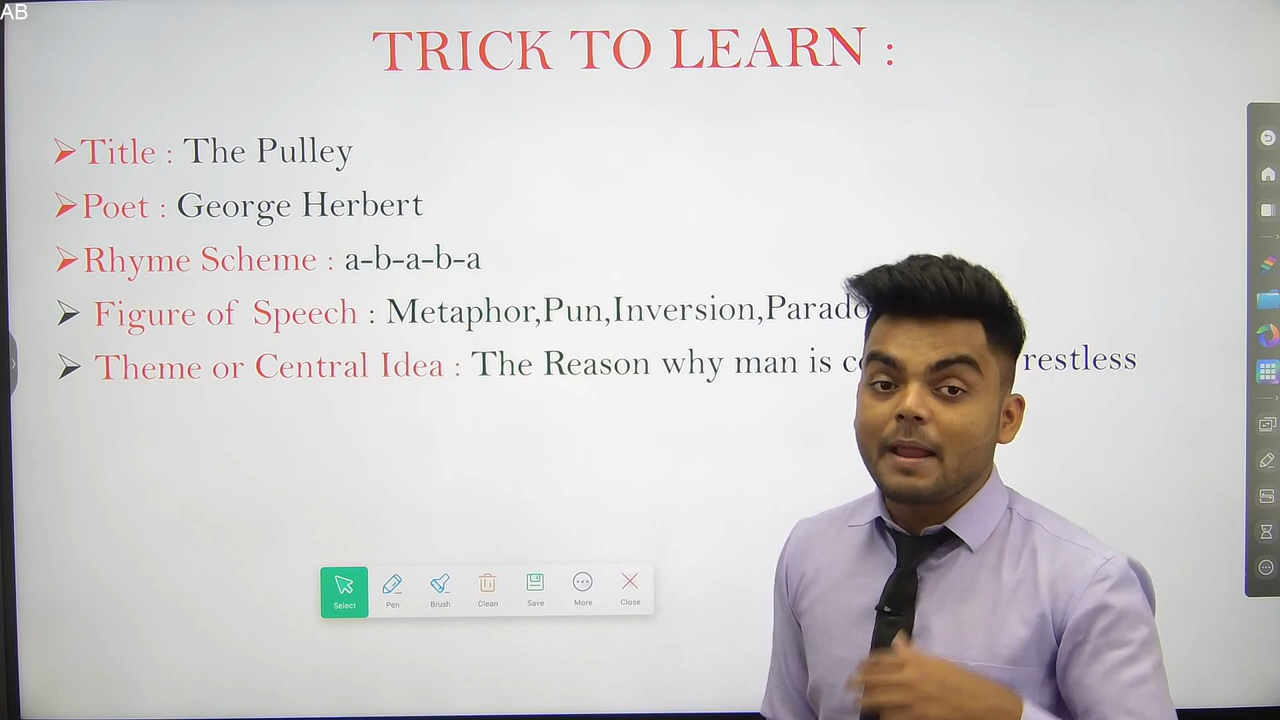 AB
TRICK TO LEARN :
➢Title : The Pulley
➢Poet : George Herbert
➢Rhyme Scheme : a-b-a-b-a
➢ Figure of Speech : Metaphor,Pun,Inversion,
➢ Theme or Central Idea : The Reason why man is restless
Select Pen Brush Clean Save More Close